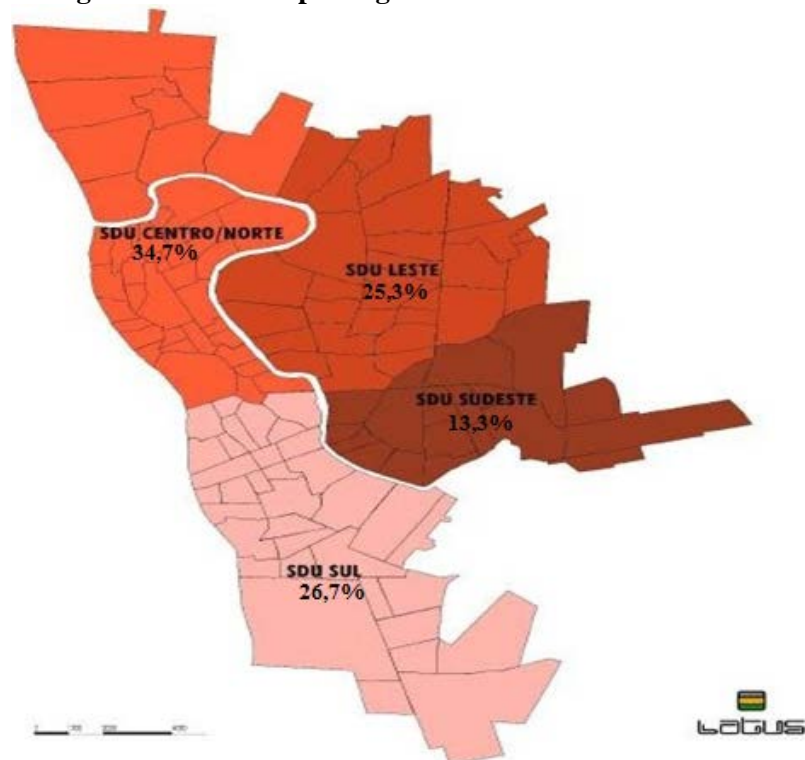 SDU CENTRO/NORTE
34,7%
SDU LESTE
25,3%
SDU SUDESTE
13,3%
SDU SUL
26,7%
LATUS